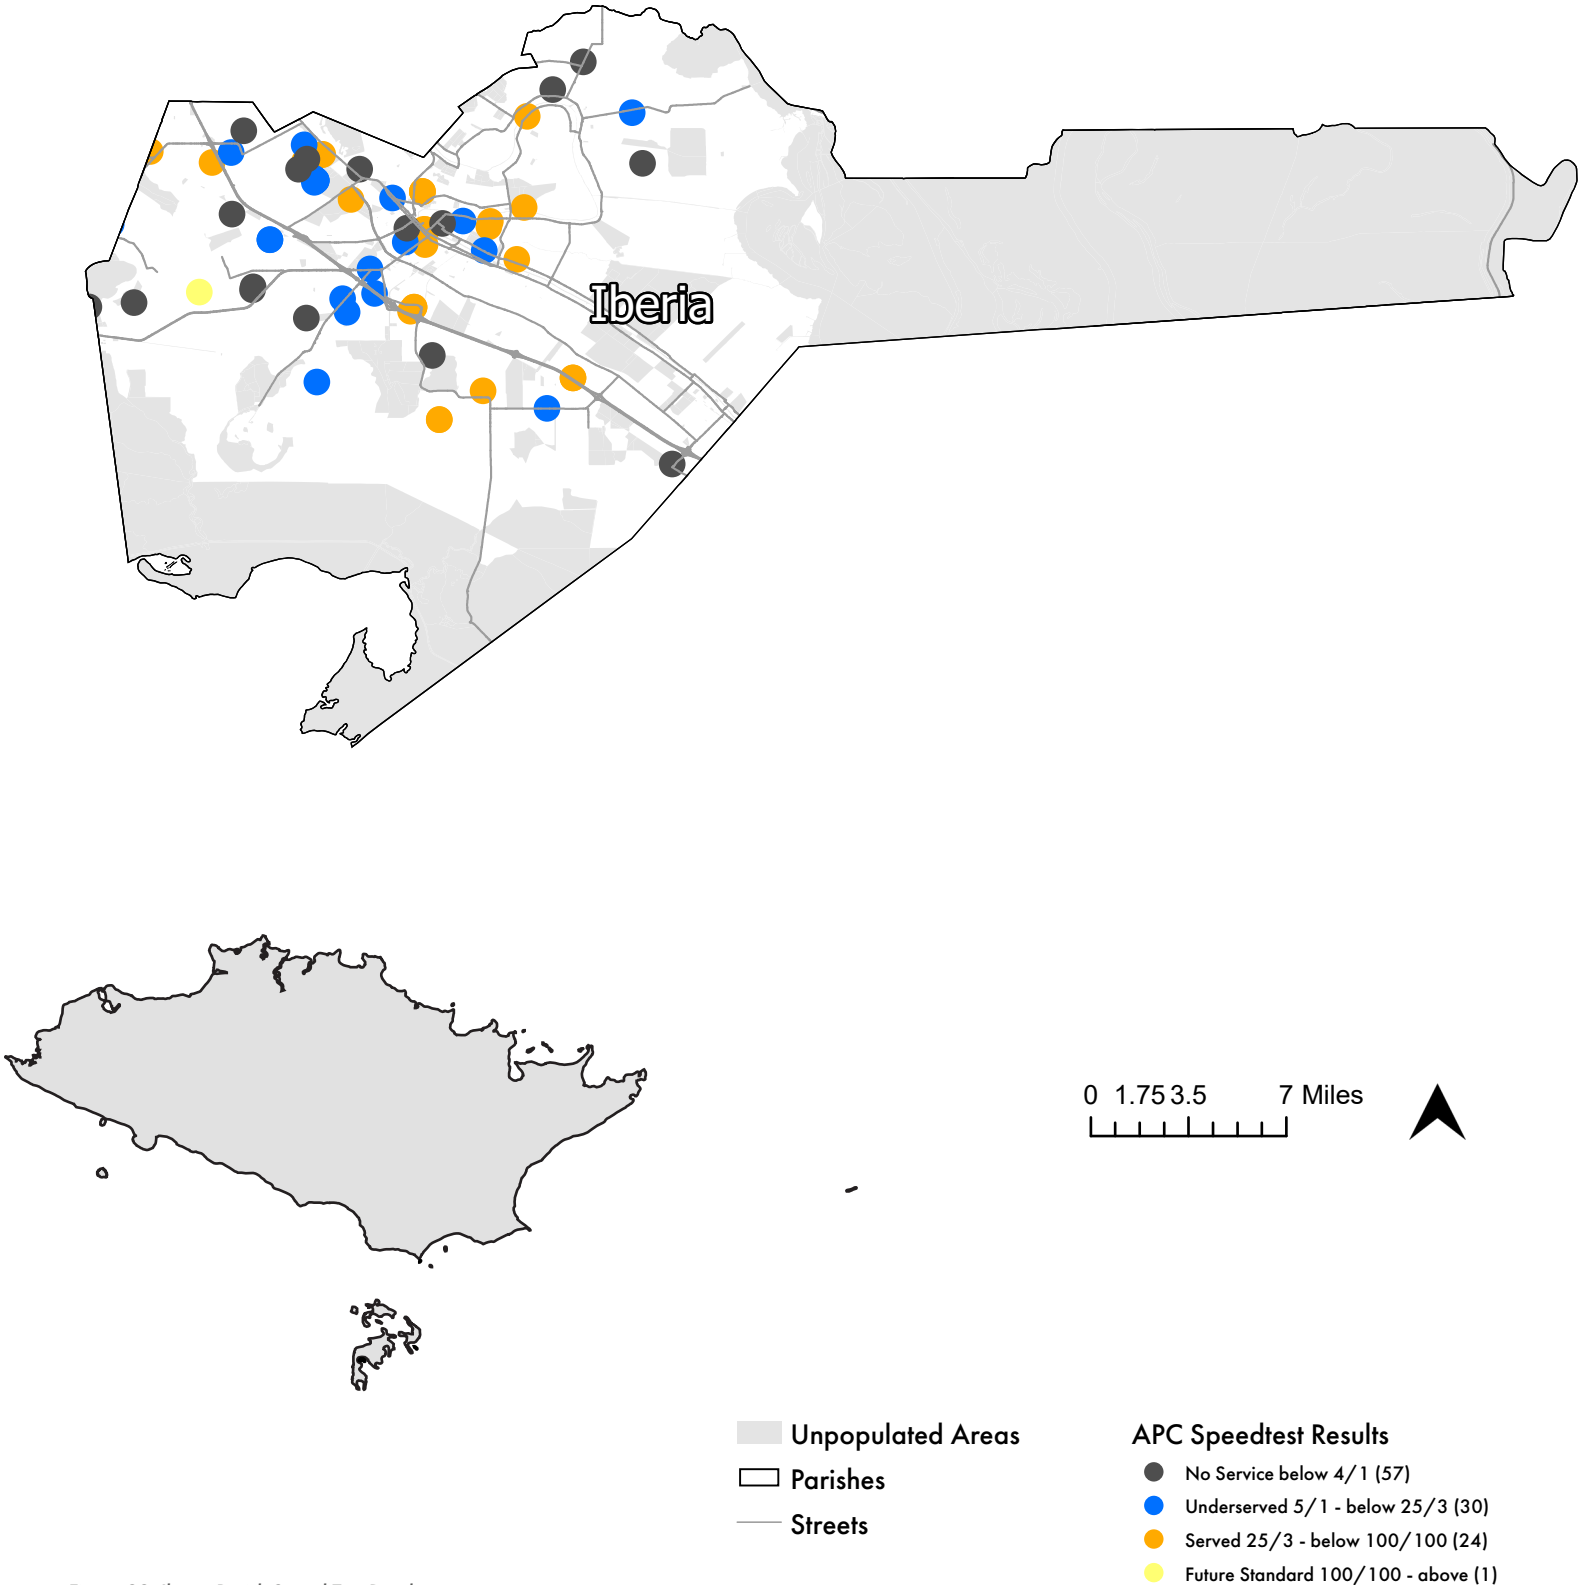 Iberia
0 1.75 3.5 7 Miles
Unpopulated Areas
Parishes
Streets
APC Speedtest Results
No Service below 4/1 (57)
Underserved 5/1 - below 25/3 (30)
Served 25/3 - below 100/100 (24)
Future Standard 100/100 - above (1)